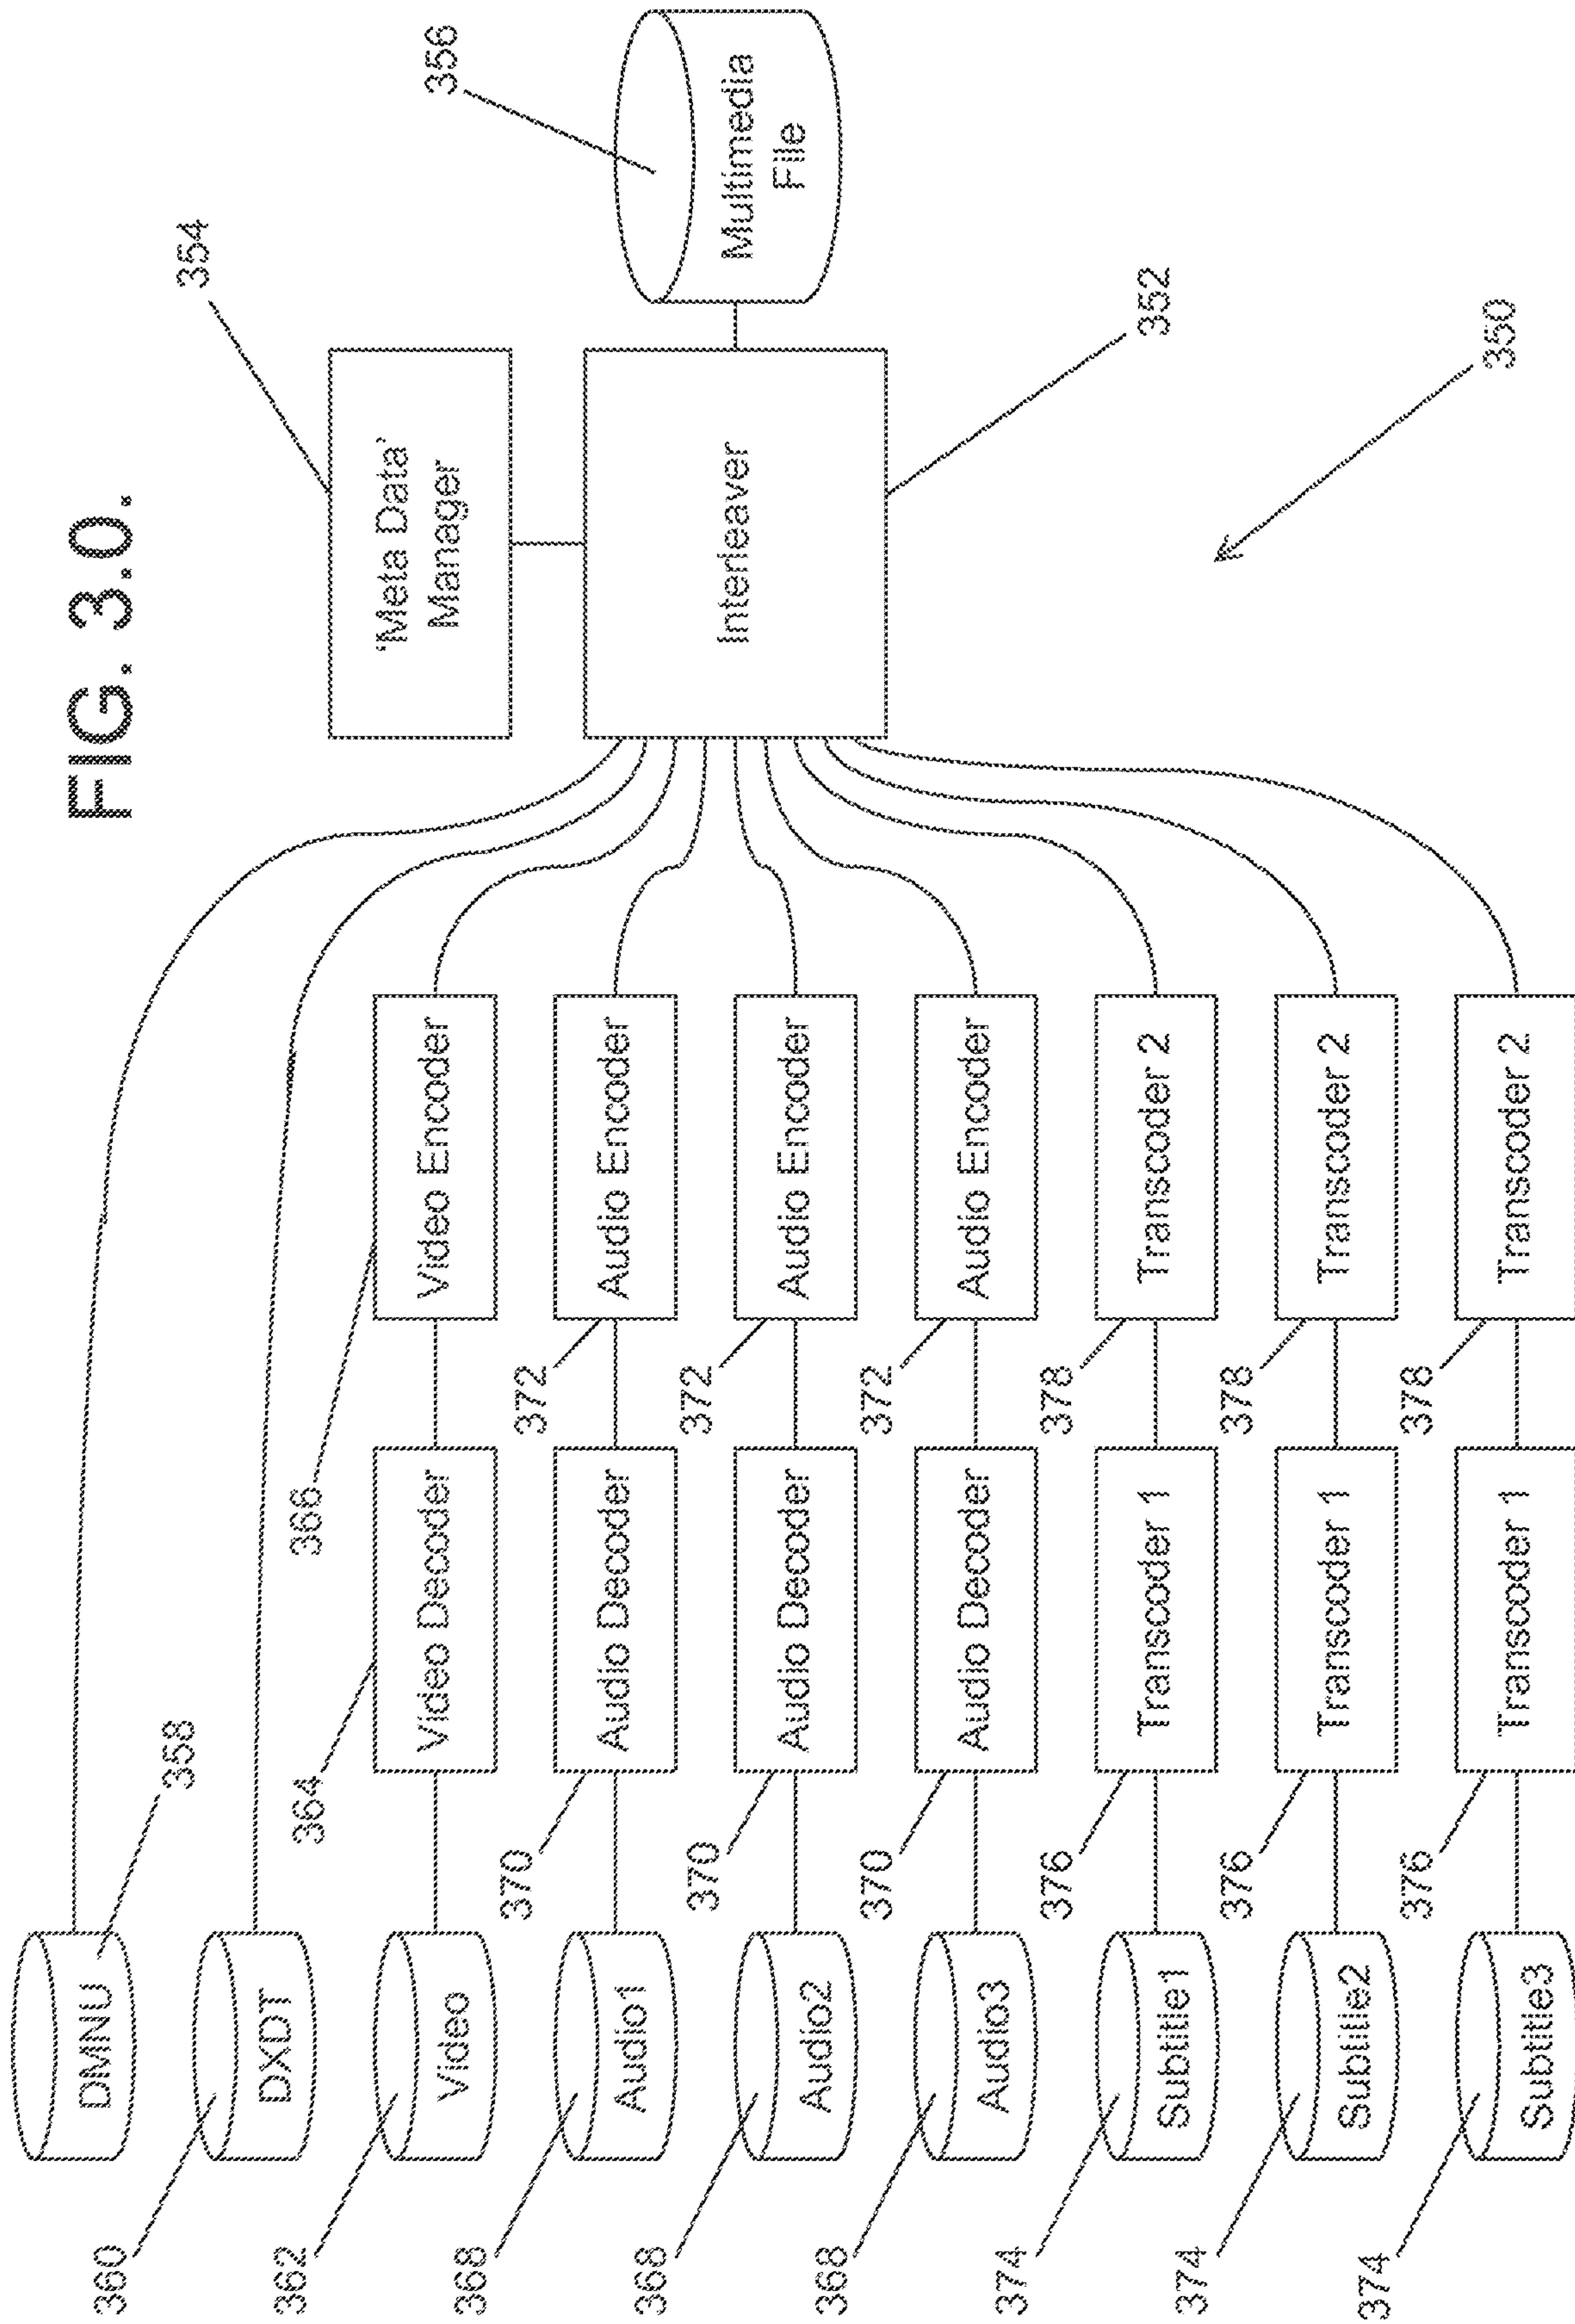 FIG. 3.0.
DMNU
358
360
DXDT
362
Video
364
Video Decoder
366
Video Encoder
368
Audio1
370
Audio Decoder
372
Audio Encoder
368
Audio2
370
Audio Decoder
372
Audio Encoder
368
Audio3
370
Audio Decoder
372
Audio Encoder
374
Subtitie1
376
Transcoder 1
378
Transcoder 2
374
Subtitie2
376
Transcoder 1
378
Transcoder 2
374
Subtitie3
376
Transcoder 1
378
Transcoder 2
354
'Meta Data'
Manager
Interleaver
352
356
Multimedia
File
350